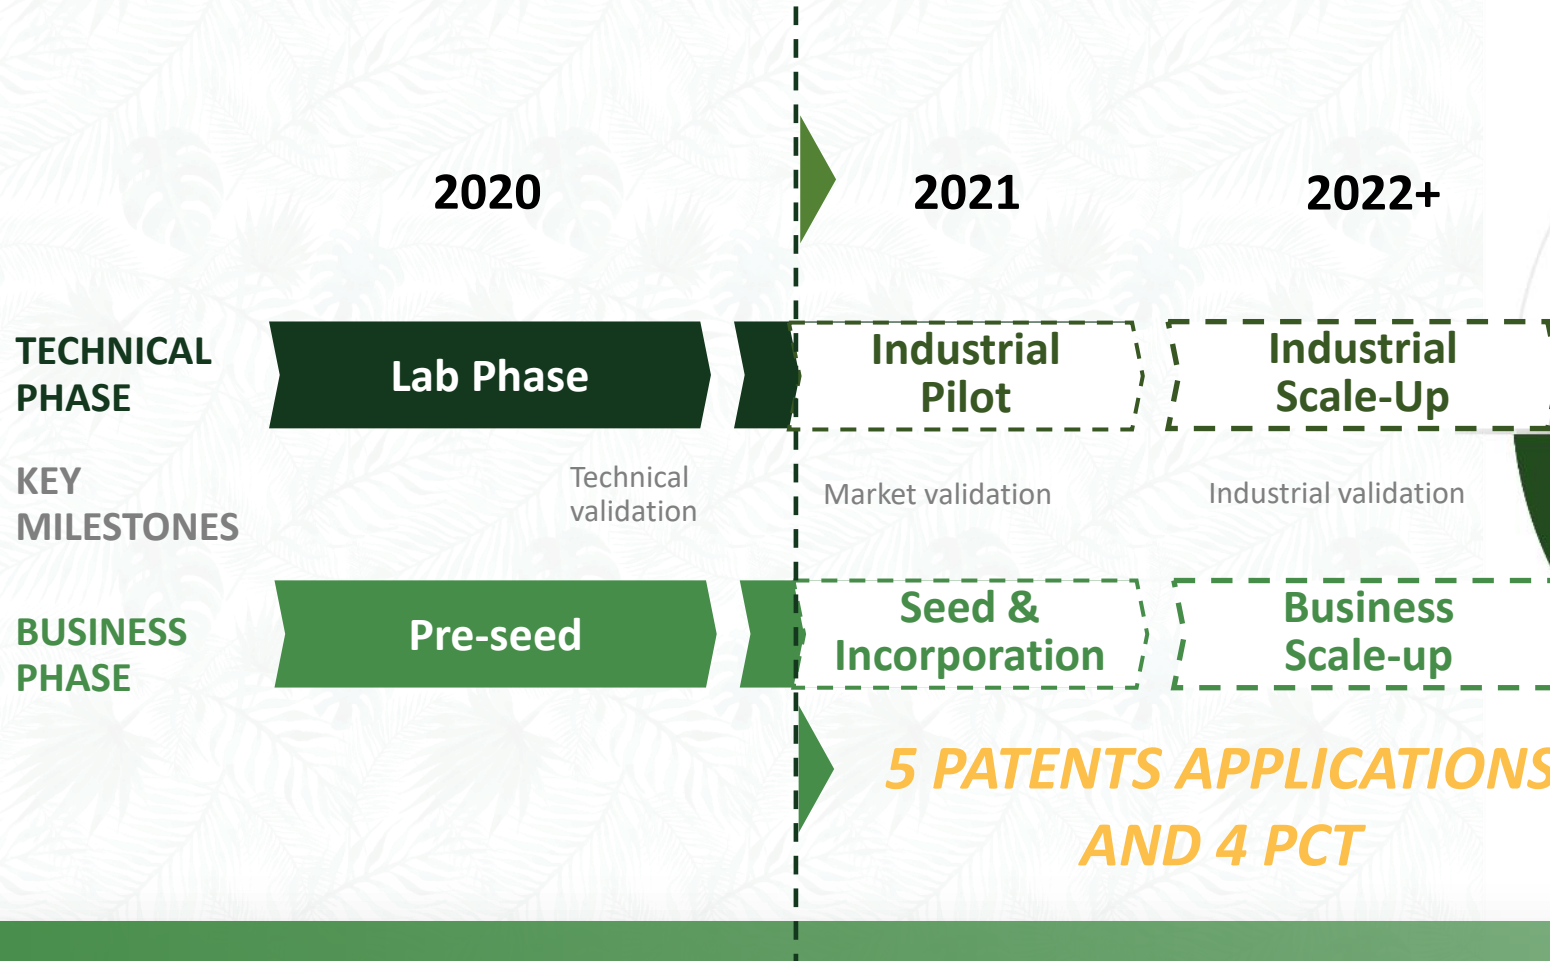 2020
2021
2022+
TECHNICAL
PHASE
Lab Phase
Industrial
Pilot
Industrial
Scale-Up
KEY
MILESTONES
Technical
validation
Market validation
Industrial validation
BUSINESS
PHASE
Pre-seed
Seed &
Incorporation
Business
Scale-up
5 PATENTS APPLICATIONS
AND 4 PCT